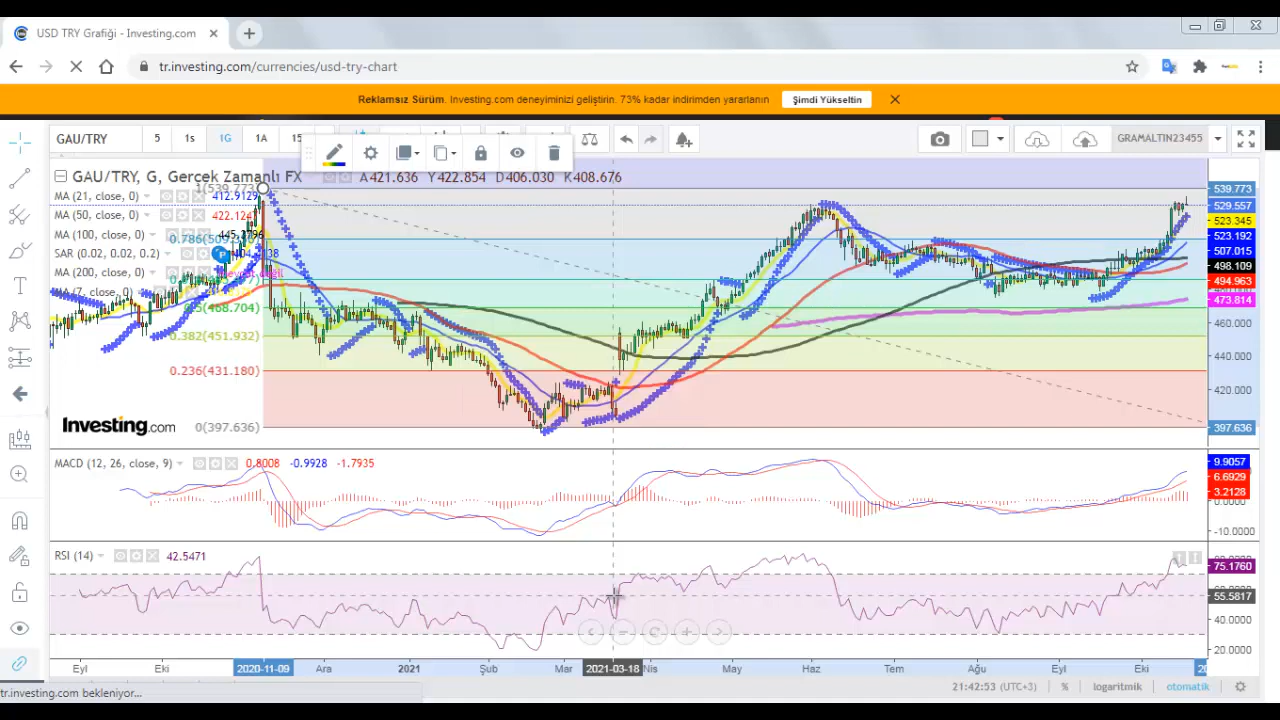 USD TRY Grafiği - Investing.com
tr.investing.com/currencies/usd-try-chart
Reklamsız Sürüm. Investing.com deneyiminizi geliştirin. 73% kadar indirimden yararlanın
Şimdi Yükseltin
GAU/TRY 5 1s 1G 1A 15
GRAMALTIN23455
GAU/TRY, G, Gerçek Zamanlı FX A421.636 Y422.854 D406.030 K408.676
1(539.773)
MA (21, close, 0) 412.9129
MA (50, close, 0)
MA (100, close, 0)
SAR (0.02, 0.02, 0.2)
MA (200, close, 0)
MA (7, close, 0)
0.382(451.932)
0.236(431.180)
0(397.636)
Investing.com
539.773
529.557
523.345
523.192
507.015
498.109
494.963
473.814
460.000
440.000
420.000
397.636
MACD (12, 26, close, 9) 0.8008 -0.9928 -1.7935
9.9057
6.6929
3.2128
-10.0000
RSI (14) 42.5471
75.1760
55.5817
40.0000
20.0000
Eyl Eki 2020-11-09 Ara 2021 Şub Mar 2021-03-18 Nis May Haz Tem Ağu Eyl Eki
tr.investing.com bekleniyor...
21:42:53 (UTC+3) % logaritmik otomatik